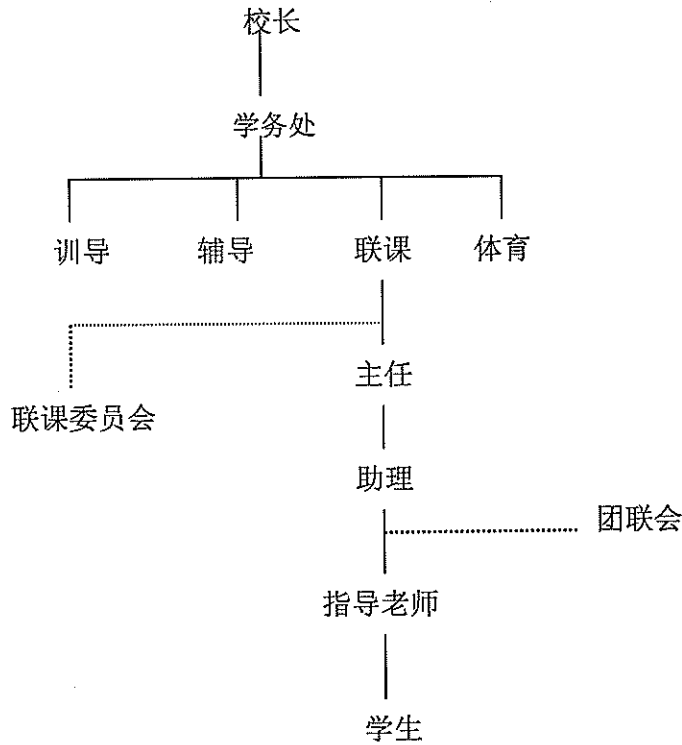 校长
学务处
训导 辅导 联课 体育
主任
联课委员会
助理
团联会
指导老师
学生